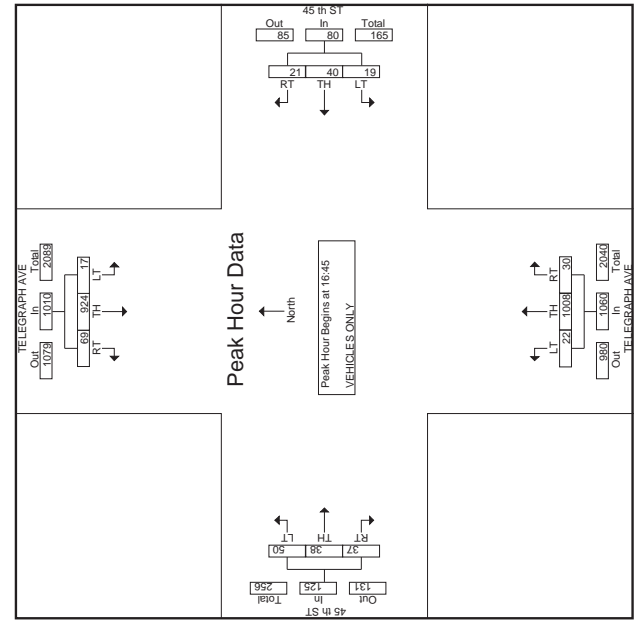 45 th ST
Out In Total
85 80 165
21 40 19
RT TH LT
TELEGRAPH AVE
Out In Total
1079 1010 2089
69 924 17
RT TH LT
Peak Hour Data
North
Peak Hour Begins at 16:45
VEHICLES ONLY
TELEGRAPH AVE
Out In Total
980 1060 2040
22 1008 30
LT TH RT
LT TH RT
50 38 37
256 125 131
Total In Out
45 th ST